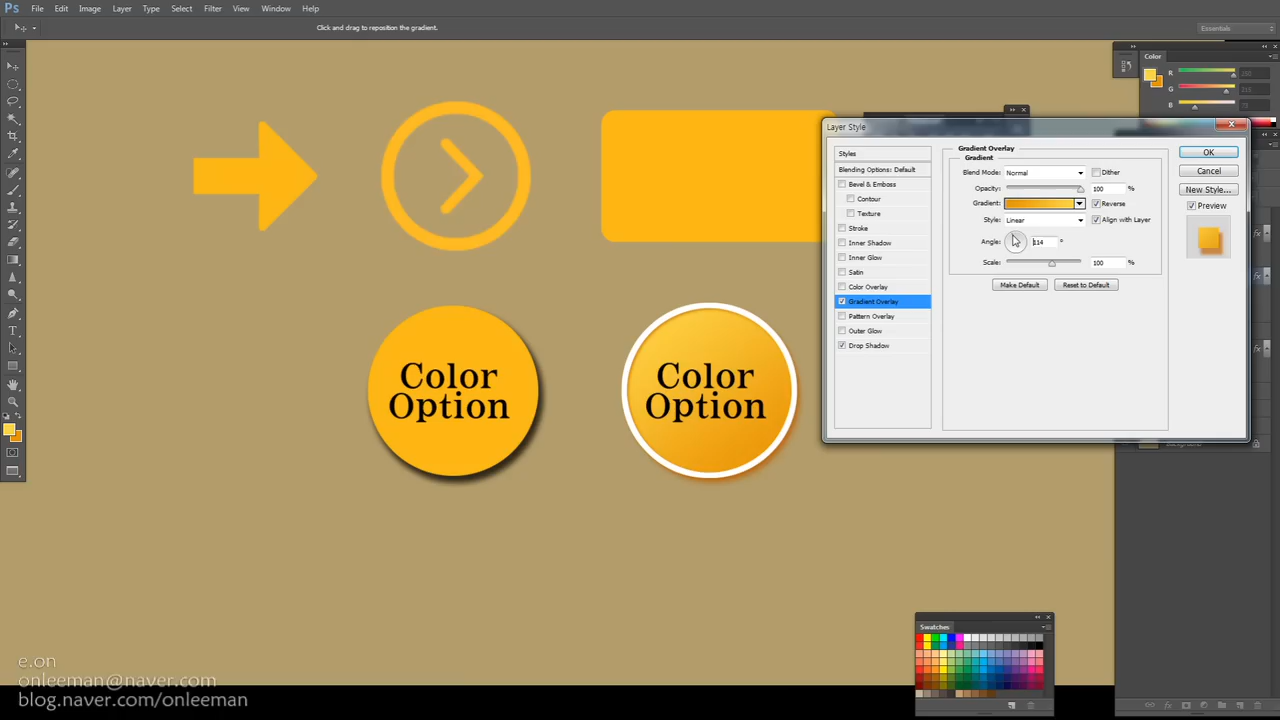 Ps File Edit Image Layer Type Select Filter View Window Help
Click and drag to reposition the gradient.
Essentials
Color
R
G
B
Layer Style
Styles
Blending Options: Default
Bevel & Emboss
Contour
Texture
Stroke
Inner Shadow
Inner Glow
Satin
Color Overlay
Gradient Overlay
Pattern Overlay
Outer Glow
Drop Shadow
Gradient Overlay
Gradient
Blend Mode: Normal Dither
Opacity: 100 %
Gradient: Reverse
Style: Linear Align with Layer
Angle: 114 °
Scale: 100 %
Make Default Reset to Default
OK
Cancel
New Style...
Preview
Color
Option
Color
Option
Swatches
e.on
onleeman@naver.com
blog.naver.com/onleeman